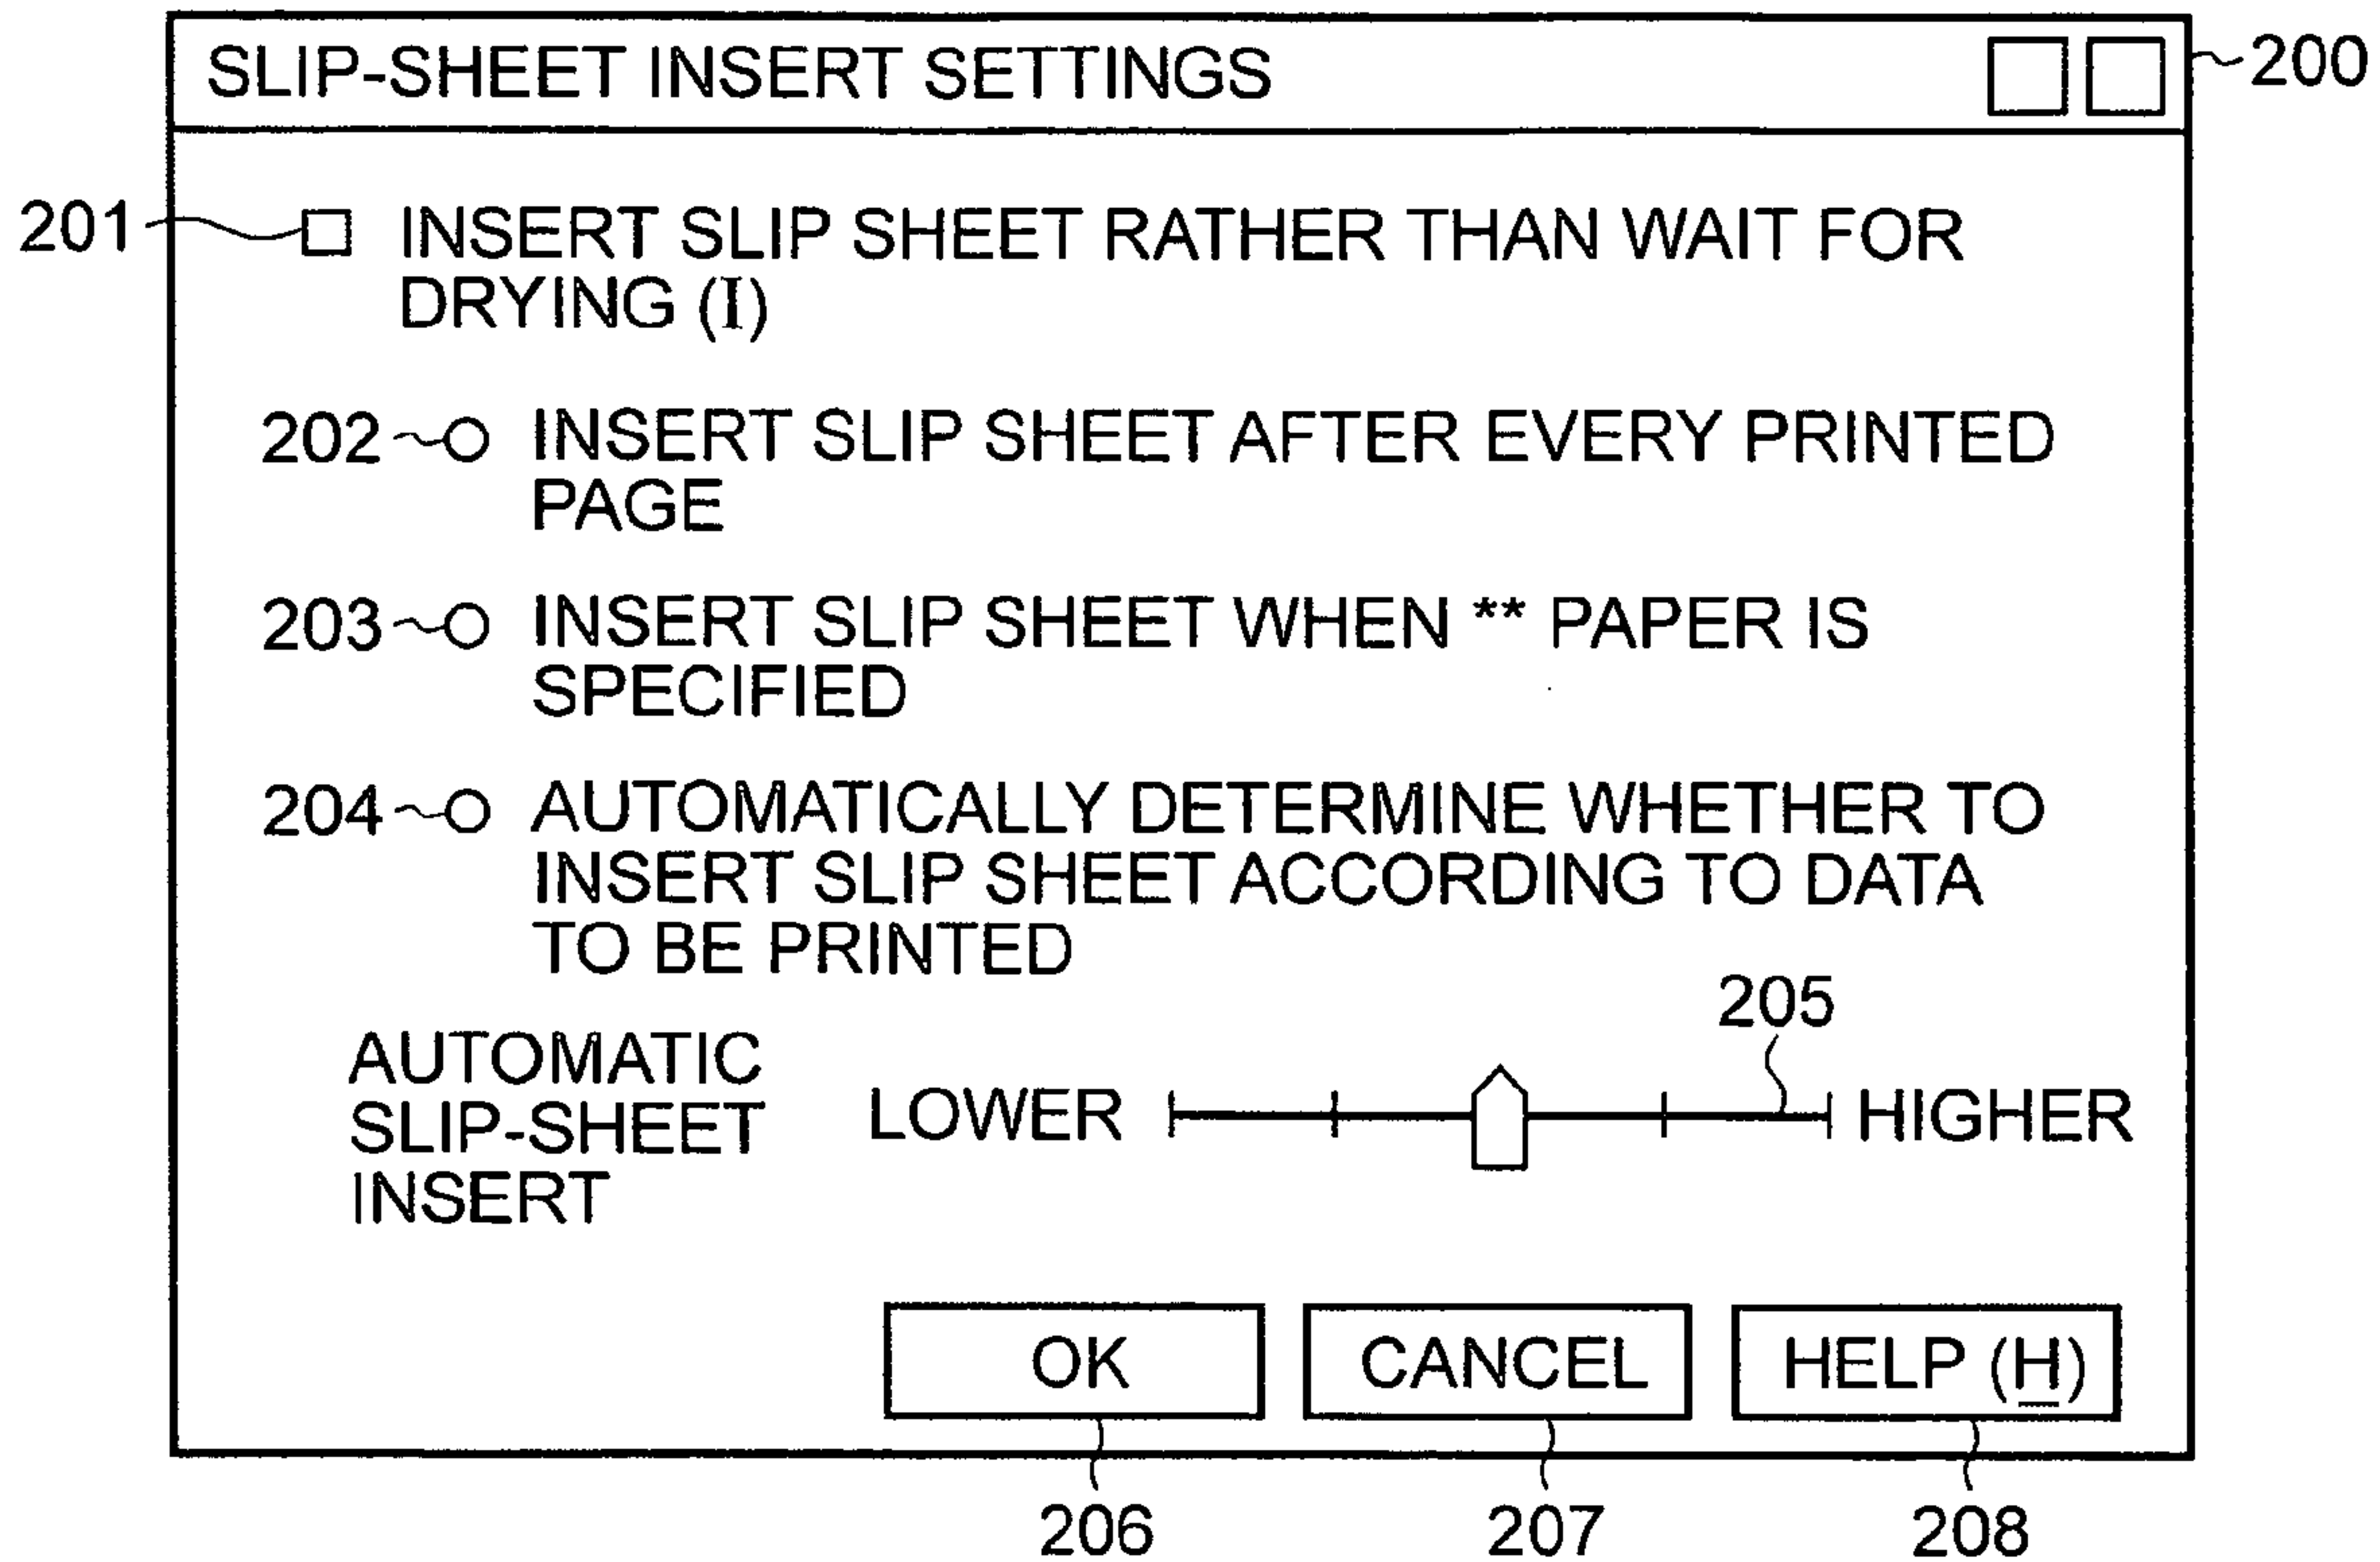 SLIP-SHEET INSERT SETTINGS
200
201
INSERT SLIP SHEET RATHER THAN WAIT FOR
DRYING (I)
202
INSERT SLIP SHEET AFTER EVERY PRINTED
PAGE
203
INSERT SLIP SHEET WHEN ** PAPER IS
SPECIFIED
204
AUTOMATICALLY DETERMINE WHETHER TO
INSERT SLIP SHEET ACCORDING TO DATA
TO BE PRINTED
205
AUTOMATIC
SLIP-SHEET
INSERT
LOWER
HIGHER
OK
CANCEL
HELP (H)
206
207
208